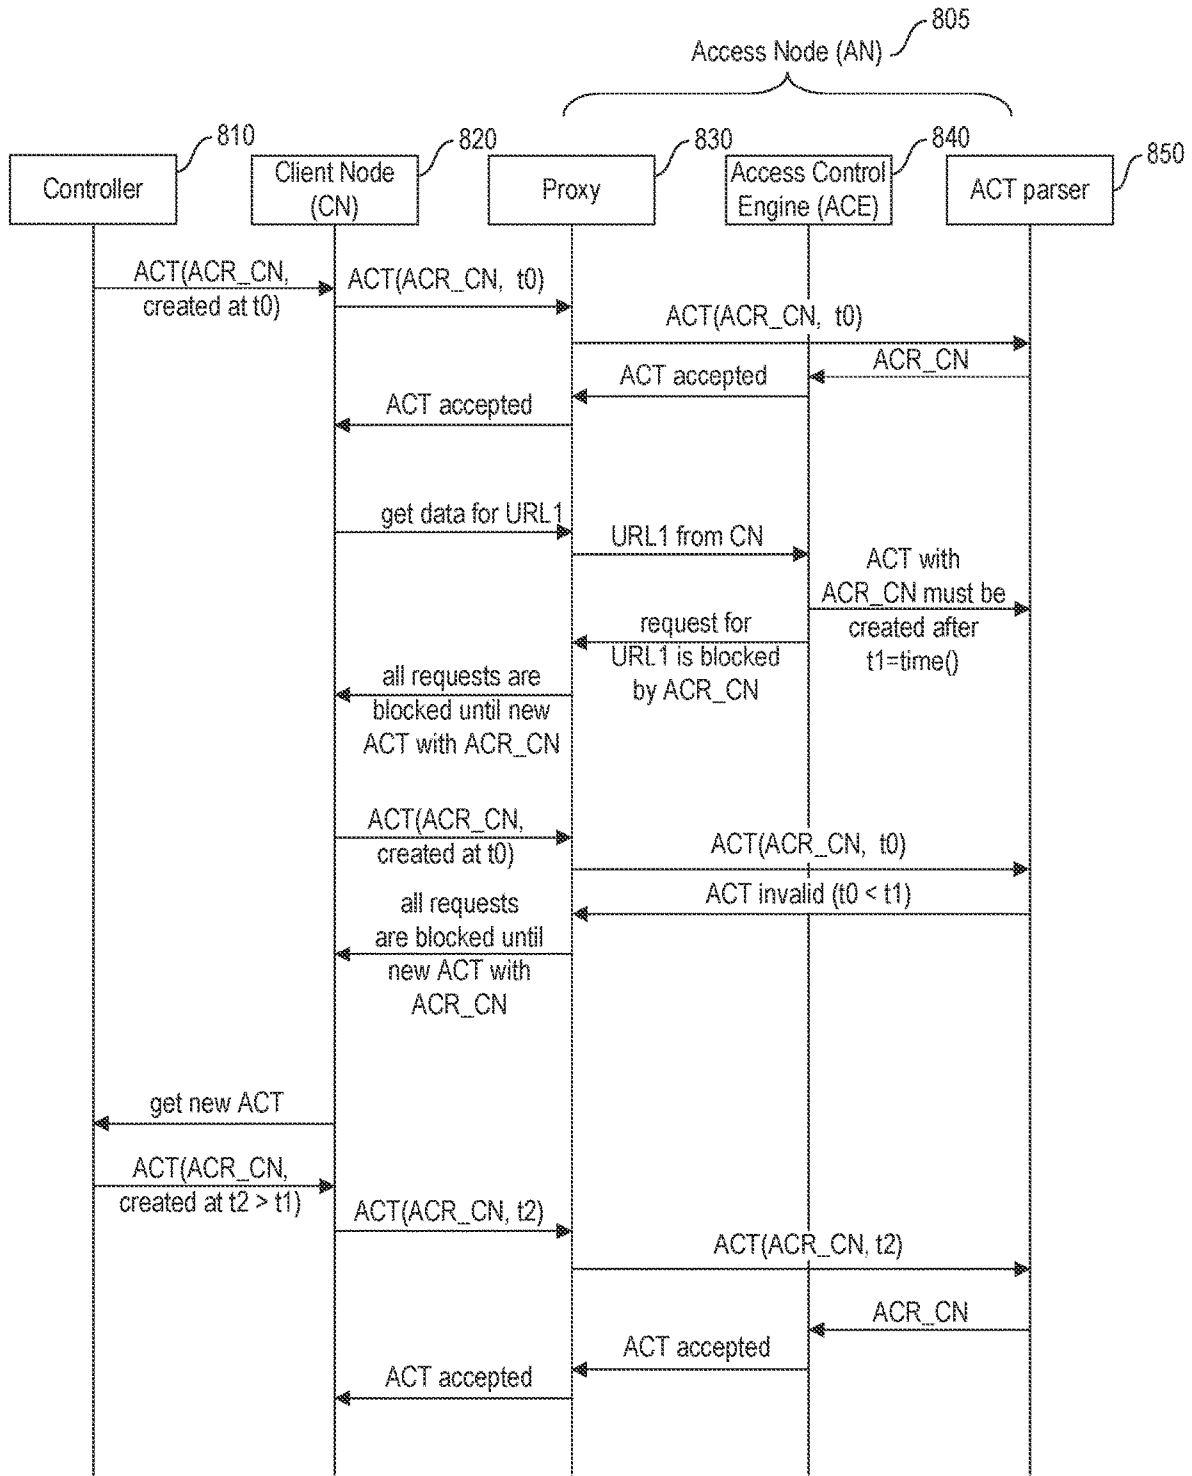 805
Access Node (AN)
810
820
830
840
850
Controller
Client Node
(CN)
Proxy
Access Control
Engine (ACE)
ACT parser
ACT(ACR_CN,
created at t0)
ACT(ACR_CN, t0)
ACT(ACR_CN, t0)
ACR_CN
ACT accepted
ACT accepted
get data for URL1
URL1 from CN
ACT with
ACR_CN must be
created after
t1=time()
request for
URL1 is blocked
by ACR_CN
all requests are
blocked until new
ACT with ACR_CN
ACT(ACR_CN,
created at t0)
ACT(ACR_CN, t0)
ACT invalid (t0 < t1)
all requests
are blocked until
new ACT with
ACR_CN
get new ACT
ACT(ACR_CN,
created at t2 > t1)
ACT(ACR_CN, t2)
ACT(ACR_CN, t2)
ACR_CN
ACT accepted
ACT accepted